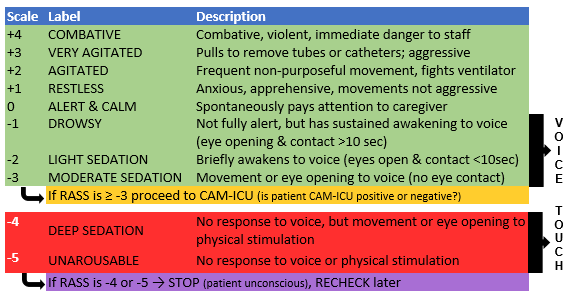 Scale Label Description
+4 COMBATIVE Combative, violent, immediate danger to staff
+3 VERY AGITATED Pulls to remove tubes or catheters; aggressive
+2 AGITATED Frequent non-purposeful movement, fights ventilator
+1 RESTLESS Anxious, apprehensive, movements not aggressive
0 ALERT & CALM Spontaneously pays attention to caregiver
-1 DROWSY Not fully alert, but has sustained awakening to voice
(eye opening & contact >10 sec)
-2 LIGHT SEDATION Briefly awakens to voice (eyes open & contact <10sec)
-3 MODERATE SEDATION Movement or eye opening to voice (no eye contact)
If RASS is ≥ -3 proceed to CAM-ICU (is patient CAM-ICU positive or negative?)
VOICE
-4 DEEP SEDATION No response to voice, but movement or eye opening to
physical stimulation
-5 UNAROUSABLE No response to voice or physical stimulation
If RASS is -4 or -5 → STOP (patient unconscious), RECHECK later
TOUCH